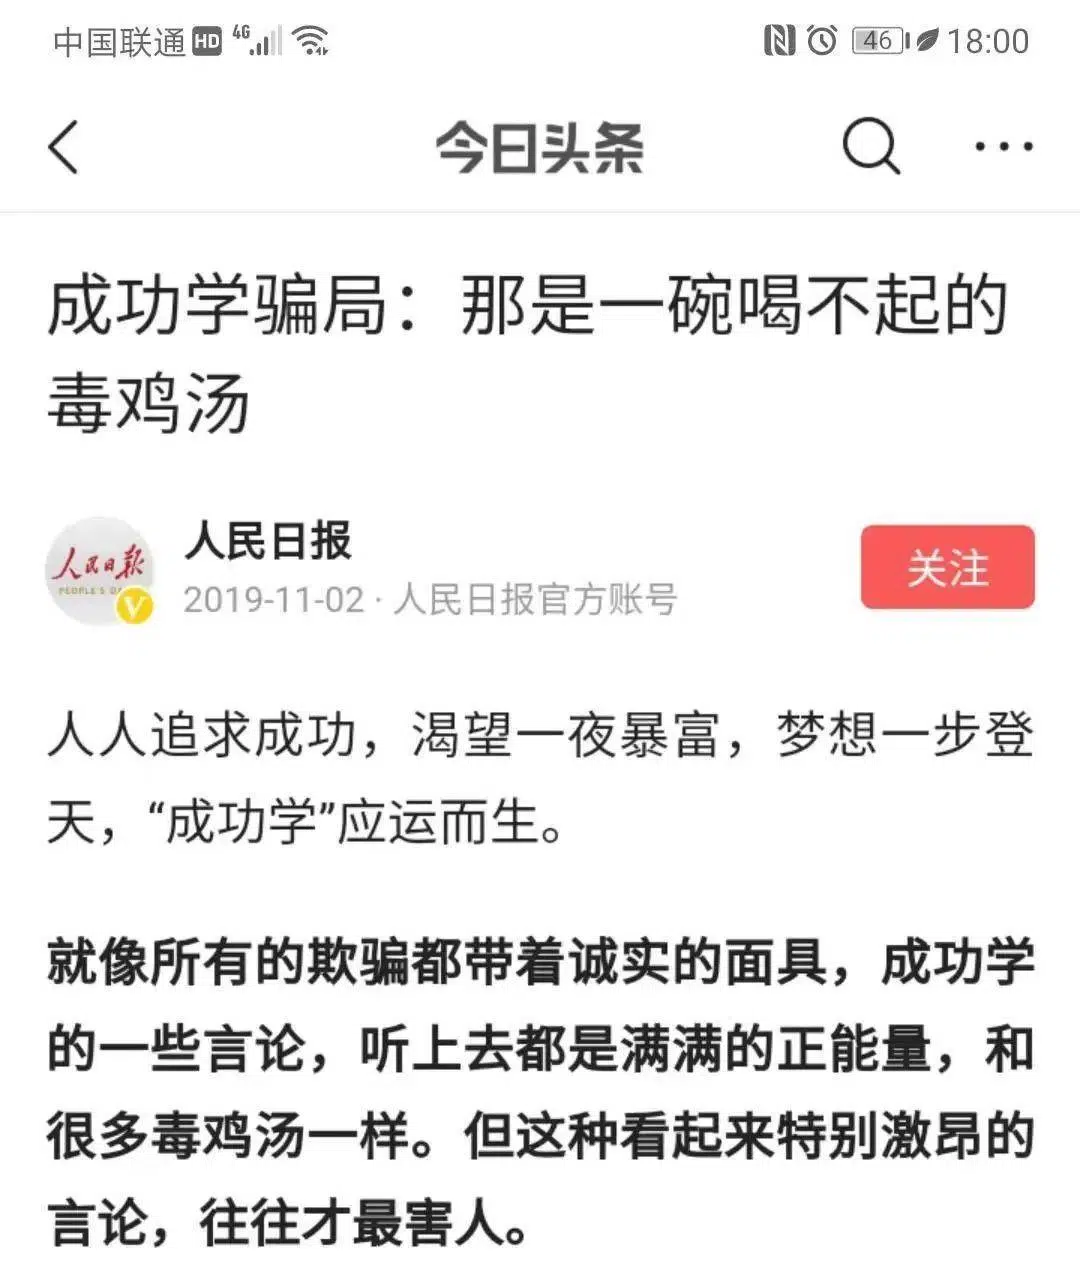 中国联通 HD 4G 46 18:00
今日头条
成功学骗局：那是一碗喝不起的
毒鸡汤
人民日报
PEOPLE'S D
V
人民日报
2019-11-02 · 人民日报官方账号
关注
人人追求成功，渴望一夜暴富，梦想一步登
天，“成功学”应运而生。
就像所有的欺骗都带着诚实的面具，成功学
的一些言论，听上去都是满满的正能量，和
很多毒鸡汤一样。但这种看起来特别激昂的
言论，往往才最害人。